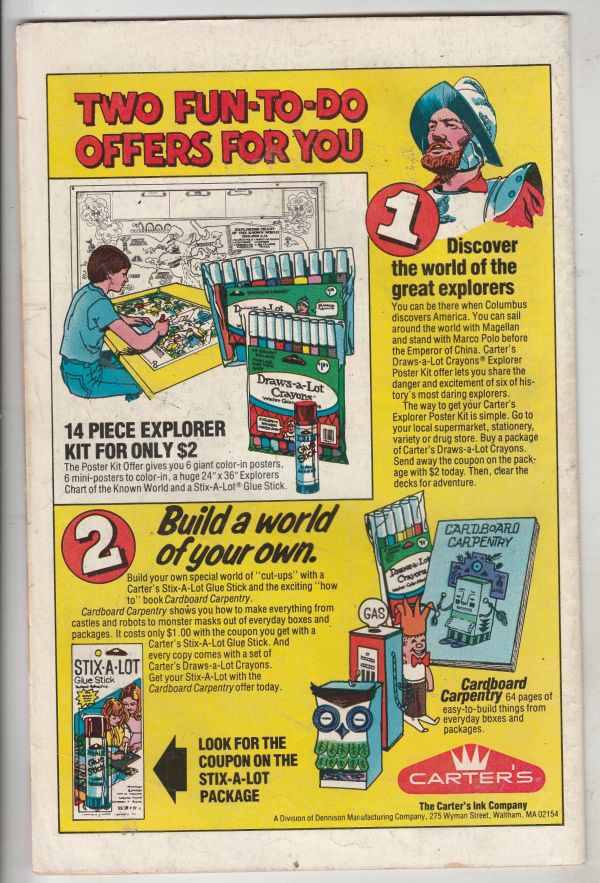 TWO FUN-TO-DO
OFFERS FOR YOU
EXPLORERS CHART
OF THE KNOWN WORLD
Draws-a-Lot
Crayons
14 PIECE EXPLORER
KIT FOR ONLY $2
The Poster Kit Offer gives you 6 giant color-in posters,
6 mini-posters to color-in, a huge 24" x 36" Explorers
Chart of the Known World and a Stix-A-Lot® Glue Stick.
1
Discover
the world of the
great explorers
You can be there when Columbus
discovers America. You can sail
around the world with Magellan
and stand with Marco Polo before
the Emperor of China. Carter's
Draws-a-Lot Crayons® Explorer
Poster Kit offer lets you share the
danger and excitement of six of his-
tory's most daring explorers.
The way to get your Carter's
Explorer Poster Kit is simple. Go to
your local supermarket, stationery,
variety or drug store. Buy a package
of Carter's Draws-a-Lot Crayons.
Send away the coupon on the pack-
age with $2 today. Then, clear the
decks for adventure.
2
Build a world
of your own.
Build your own special world of "cut-ups" with a
Carter's Stix-A-Lot Glue Stick and the exciting "how
to" book Cardboard Carpentry.
Cardboard Carpentry shows you how to make everything from
castles and robots to monster masks out of everyday boxes and
packages. It costs only $1.00 with the coupon you get with a
Carter's Stix-A-Lot Glue Stick. And
every copy comes with a set of
Carter's Draws-a-Lot Crayons.
Get your Stix-A-Lot with the
Cardboard Carpentry offer today.
STIX-A-LOT
Glue Stick
Glue
Stick
LOOK FOR THE
COUPON ON THE
STIX-A-LOT
PACKAGE
Draws-a-Lot
Crayons
CARDBOARD
CARPENTRY
GAS
Cardboard
Carpentry 64 pages of
easy-to-build things from
everyday boxes and
packages.
CARTER'S®
The Carter's Ink Company
A Division of Dennison Manufacturing Company, 275 Wyman Street, Waltham, MA 02154